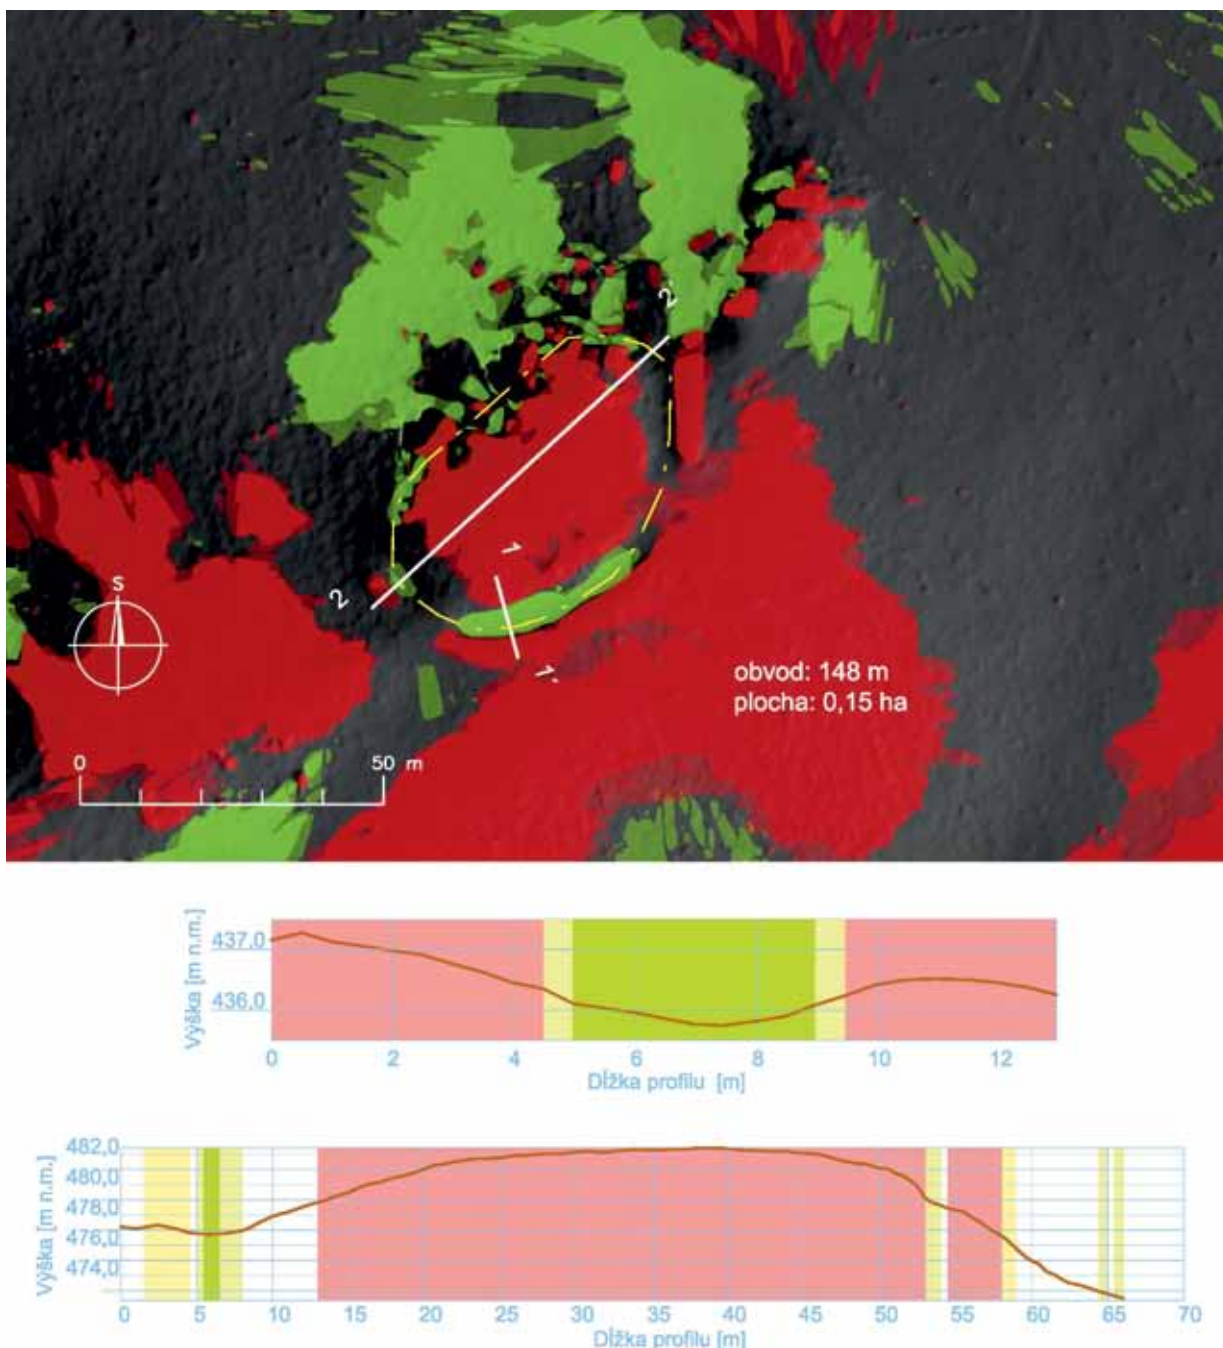 2
1
S
2
1'
obvod: 148 m
plocha: 0,15 ha
0 50 m
Výška [m n.m.]
437,0
436,0
0 2 4 6 8 10 12
Dĺžka profilu [m]
Výška [m n.m.]
482,0
480,0
478,0
476,0
474,0
0 5 10 15 20 25 30 35 40 45 50 55 60 65 70
Dĺžka profilu [m]